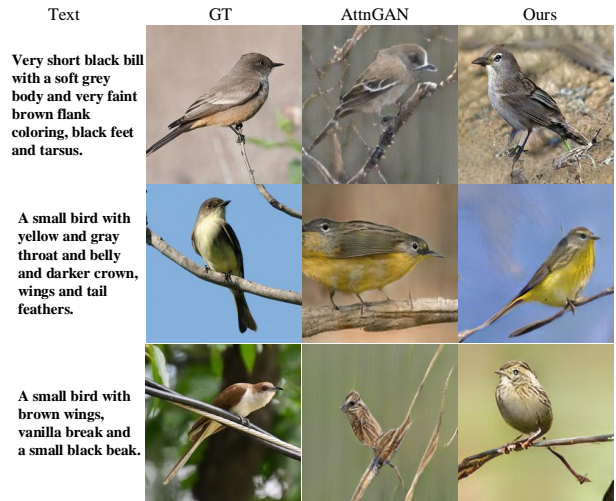 Text GT AttnGAN Ours
Very short black bill
with a soft grey
body and very faint
brown flank
coloring, black feet
and tarsus.
A small bird with
yellow and gray
throat and belly
and darker crown,
wings and tail
feathers.
A small bird with
brown wings,
vanilla break and
a small black beak.